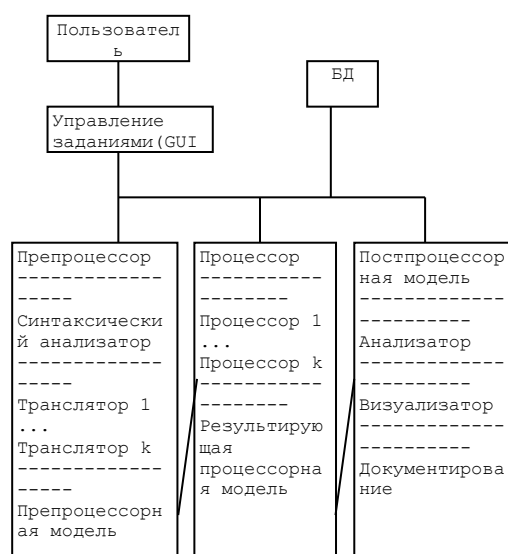 Пользовател
ь
БД
Управление
заданиями(GUI
Препроцессор
-------------
-----
Синтаксически
й анализатор
-------------
-----
Транслятор 1
...
Транслятор k
-------------
-----
Препроцессорн
ая модель
Процессор
-----------
--------
Процессор 1
...
Процессор k
-----------
--------
Результирую
щая
процессорна
я модель
Постпроцессор
ная модель
-------------
----------
Анализатор
-------------
----------
Визуализатор
-------------
----------
Документирова
ние